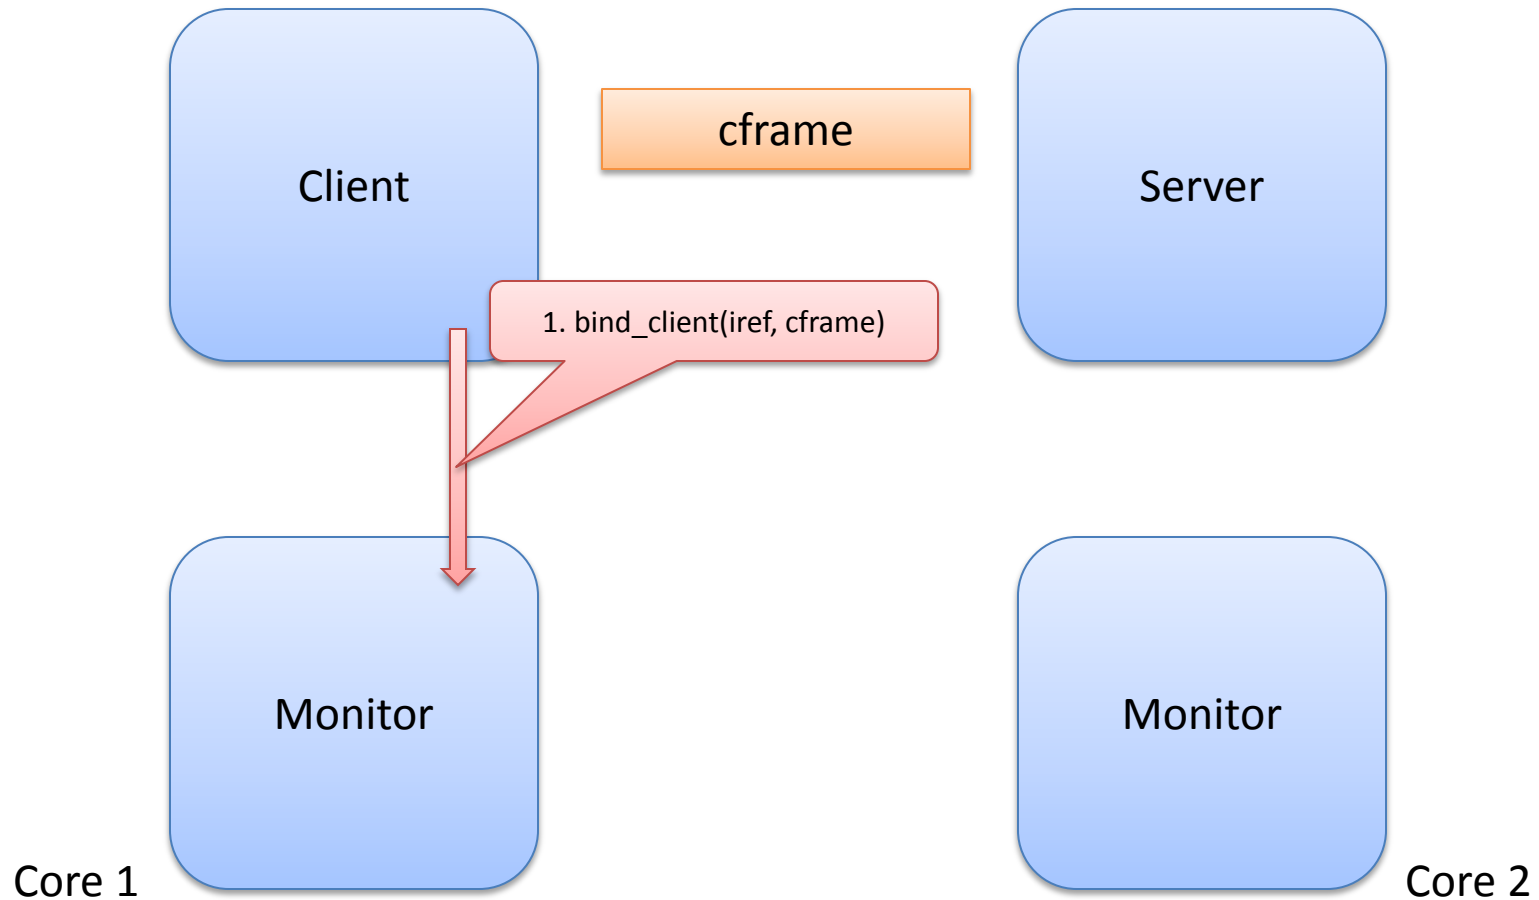 Client
cframe
Server
1. bind_client(iref, cframe)
Monitor
Monitor
Core 1
Core 2